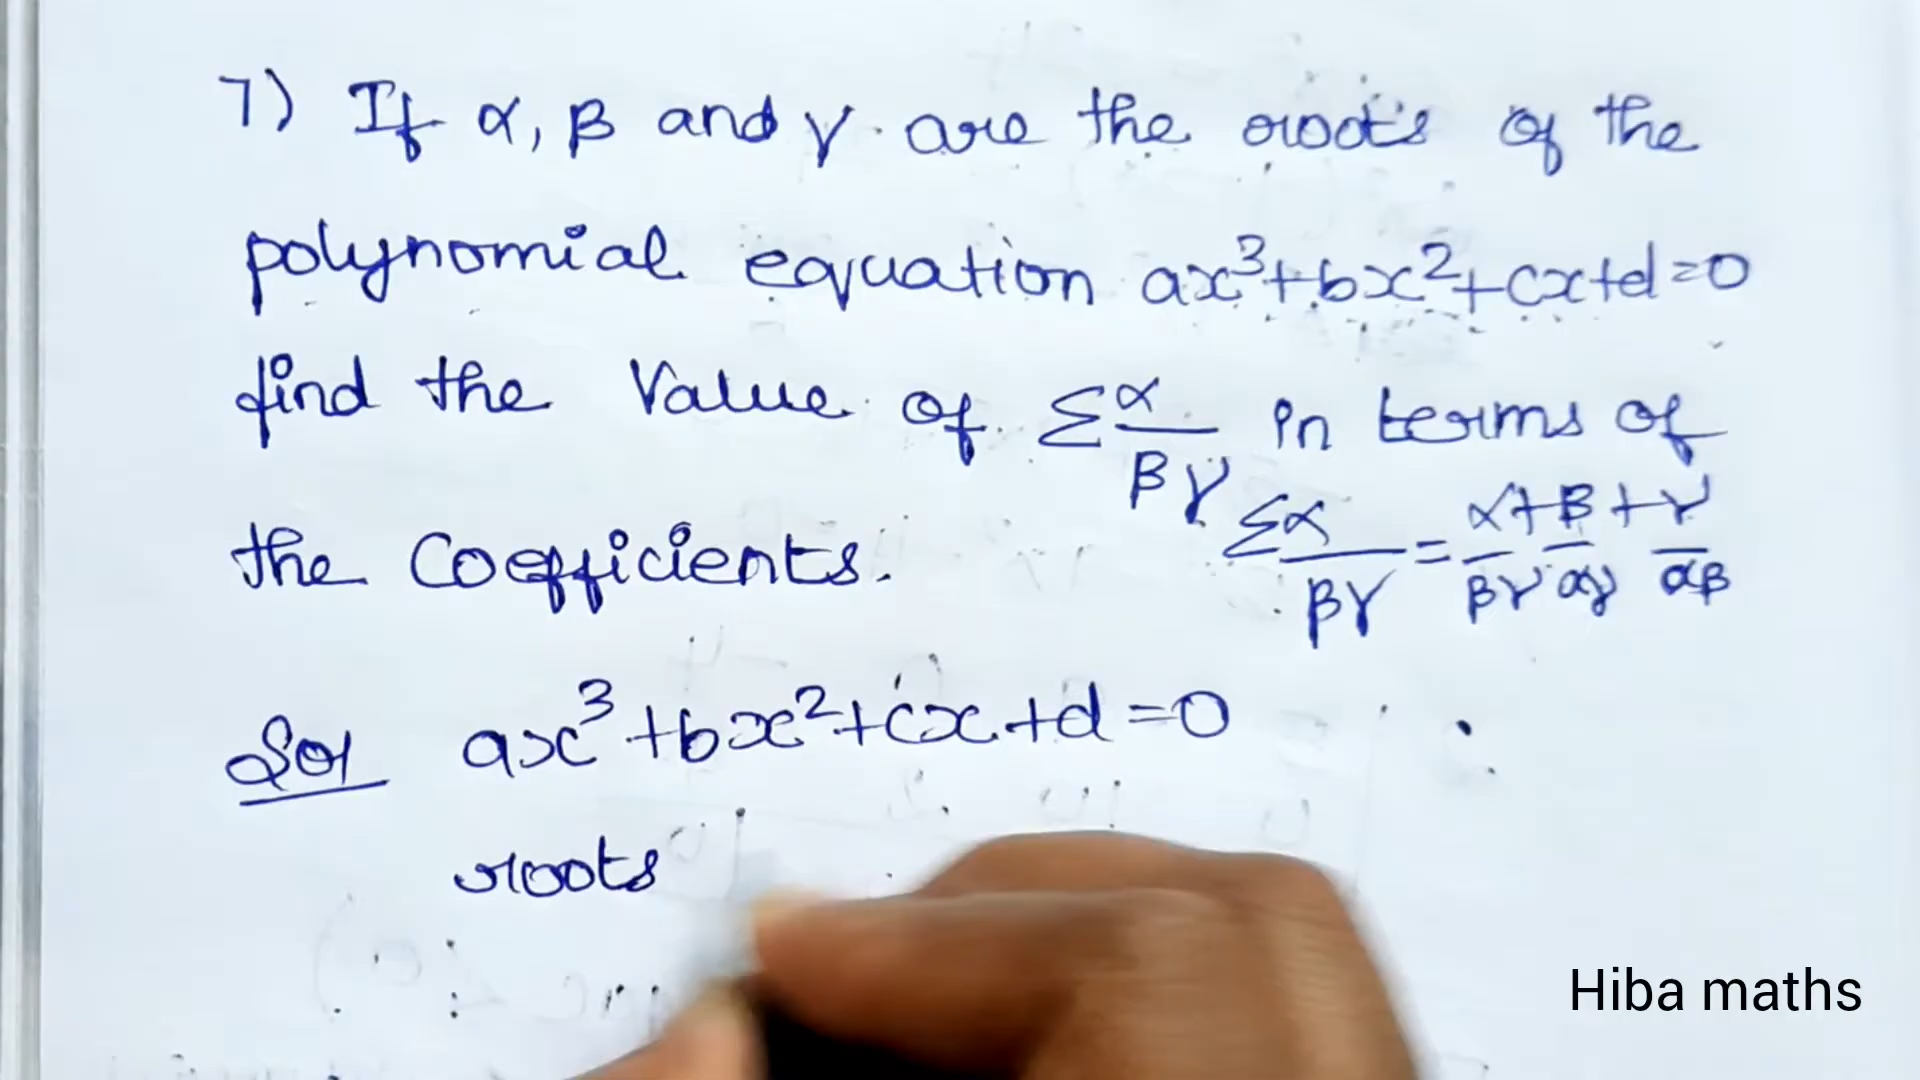 7) If α, β and γ are the roots of the
polynomial equation ax³+bx²+cx+d=0
find the value of Σ α/βγ in terms of
the Coefficients.
Σ α/βγ = α/βγ + β/αγ + γ/αβ
Sol ax³+bx²+cx+d=0
roots
Hiba maths